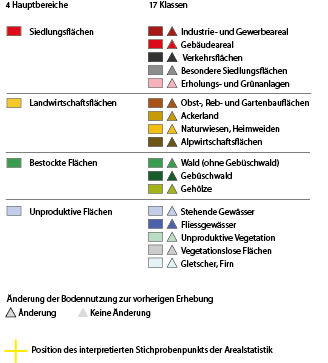 4 Hauptbereiche 17 Klassen
Siedlungsflächen Industrie- und Gewerbeareal
Gebäudeareal
Verkehrsflächen
Besondere Siedlungsflächen
Erholungs- und Grünanlagen
Landwirtschaftsflächen Obst-, Reb- und Gartenbauflächen
Ackerland
Naturwiesen, Heimweiden
Alpwirtschaftsflächen
Bestockte Flächen Wald (ohne Gebüschwald)
Gebüschwald
Gehölze
Unproduktive Flächen Stehende Gewässer
Fliessgewässer
Unproduktive Vegetation
Vegetationslose Flächen
Gletscher, Firn
Änderung der Bodennutzung zur vorherigen Erhebung
Änderung Keine Änderung
Position des interpretierten Stichprobenpunkts der Arealstatistik